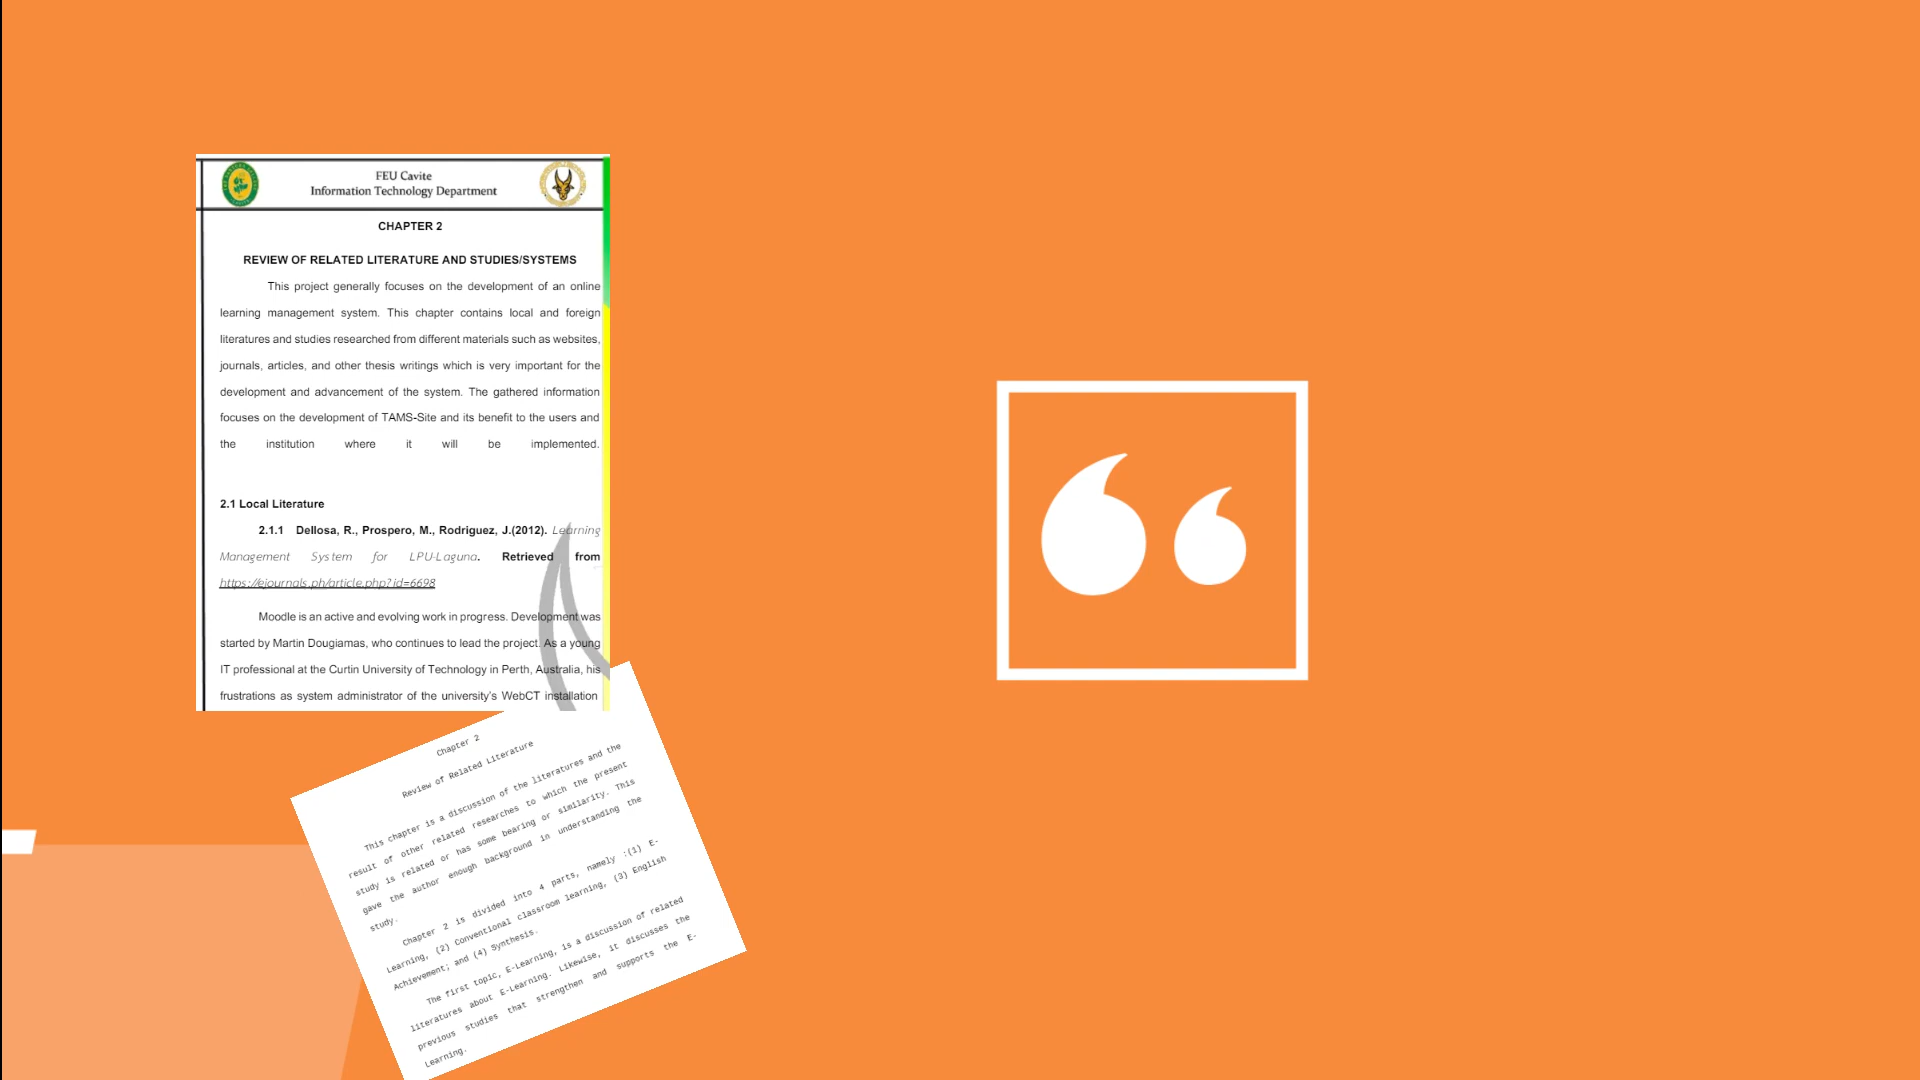 FEU Cavite
Information Technology Department
CHAPTER 2
REVIEW OF RELATED LITERATURE AND STUDIES/SYSTEMS
This project generally focuses on the development of an online
learning management system. This chapter contains local and foreign
literatures and studies researched from different materials such as websites,
journals, articles, and other thesis writings which is very important for the
development and advancement of the system. The gathered information
focuses on the development of TAMS-Site and its benefit to the users and
the institution where it will be implemented.
2.1 Local Literature
2.1.1 Dellosa, R., Prospero, M., Rodriguez, J.(2012). Learning
Management System for LPU-Laguna. Retrieved from
https://ejournals.ph/article.php?id=6698
Moodle is an active and evolving work in progress. Development was
started by Martin Dougiamas, who continues to lead the project. As a young
IT professional at the Curtin University of Technology in Perth, Australia, his
frustrations as system administrator of the university's WebCT installation
Chapter 2
Review of Related Literature
This chapter is a discussion of the literatures and the
result of other related researches to which the present
study is related or has some bearing or similarity. This
gave the author enough background in understanding the
study.
Chapter 2 is divided into 4 parts, namely :(1) E-
Learning, (2) Conventional classroom learning, (3) English
Achievement; and (4) Synthesis.
The first topic, E-Learning, is a discussion of related
literatures about E-Learning. Likewise, it discusses the
previous studies that strengthen and supports the E-
Learning.